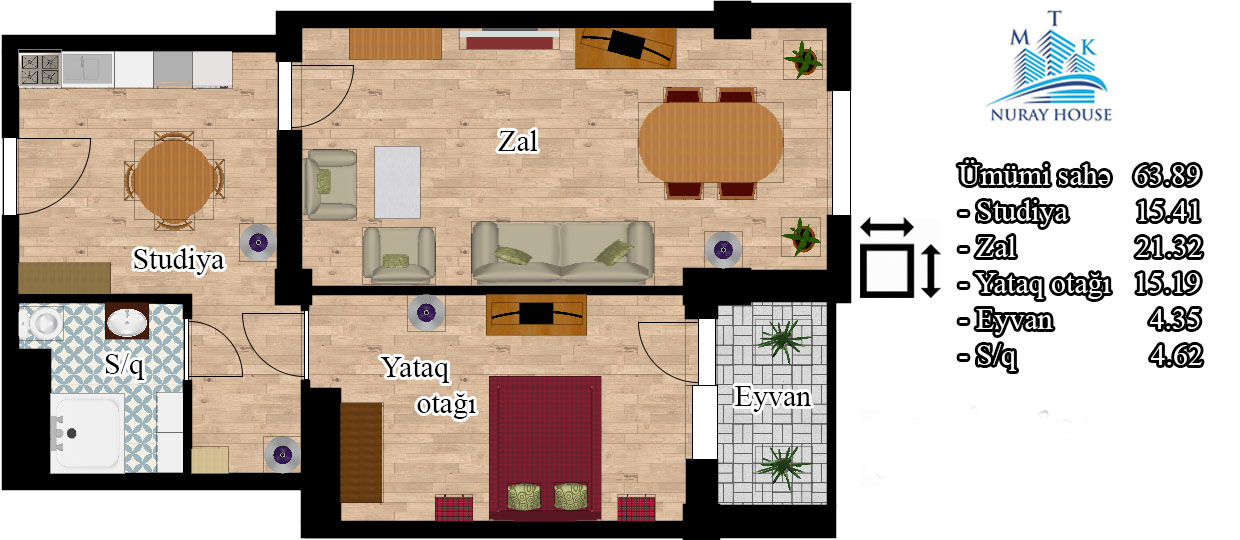 M T K
NURAY HOUSE
Zal
Studiya
S/q
Yataq
otağı
Eyvan
Ümümi sahə 63.89
- Studiya 15.41
- Zal 21.32
- Yataq otağı 15.19
- Eyvan 4.35
- S/q 4.62